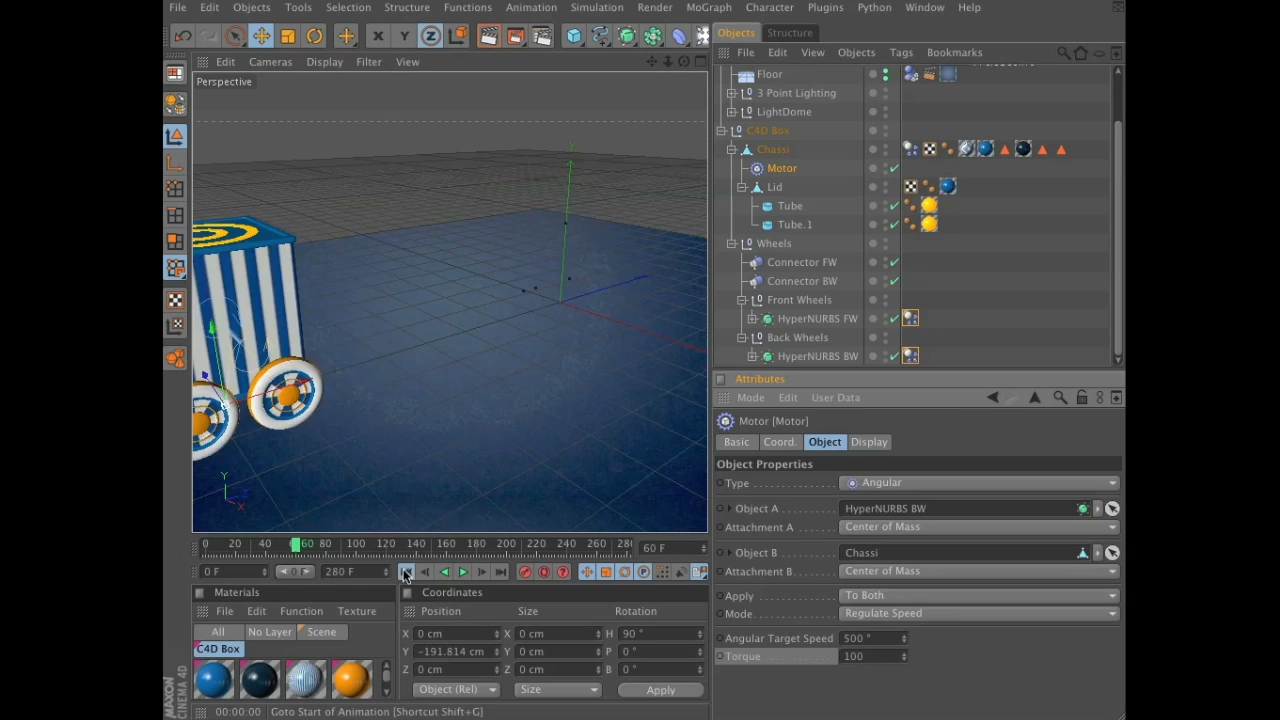 File Edit Objects Tools Selection Structure Functions Animation Simulation Render MoGraph Character Plugins Python Window Help
X Y Z
Objects Structure
File Edit View Objects Tags Bookmarks
Edit Cameras Display Filter View
Perspective
Floor
3 Point Lighting
LightDome
C4D Box
Chassi
Motor
Lid
Tube
Tube.1
Wheels
Connector FW
Connector BW
Front Wheels
HyperNURBS FW
Back Wheels
HyperNURBS BW
Y
Y
Z
X
Attributes
Mode Edit User Data
Motor [Motor]
Basic Coord. Object Display
Object Properties
Type Angular
Object A HyperNURBS BW
Attachment A Center of Mass
Object B Chassi
Attachment B Center of Mass
Apply To Both
Mode Regulate Speed
Angular Target Speed 500 °
Torque 100
0 20 40 60 80 100 120 140 160 180 200 220 240 260 28
60 F
0 F 0 F 280 F
Materials
File Edit Function Texture
All No Layer Scene
C4D Box
Coordinates
Position Size Rotation
X 0 cm X 0 cm H 90 °
Y -191.814 cm Y 0 cm P 0 °
Z 0 cm Z 0 cm B 0 °
Object (Rel) Size Apply
MAXON
CINEMA 4D
00:00:00 Goto Start of Animation [Shortcut Shift+G]